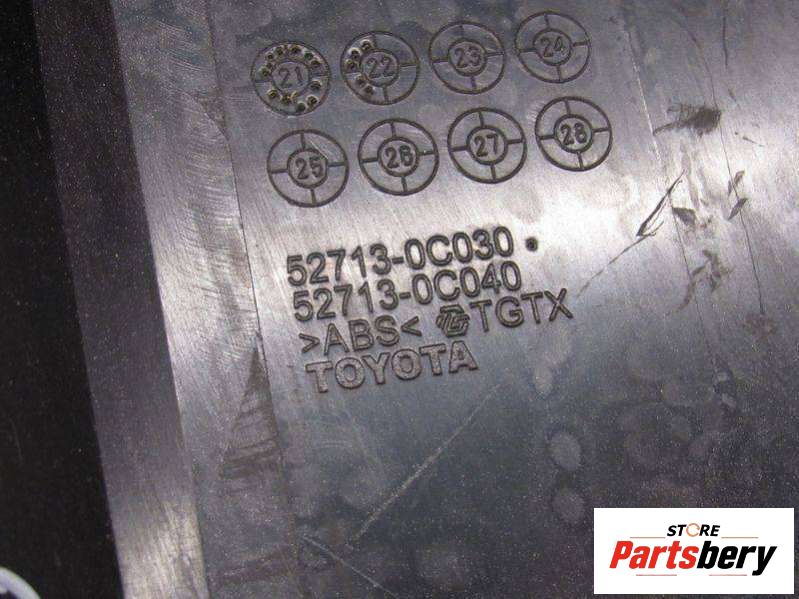 21 22 23 24
25 26 27 28
52713-0C030
52713-0C040
>ABS< TGTX
TOYOTA
STORE
Partsbery